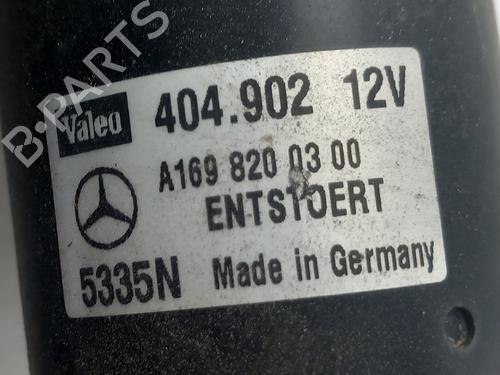 B-PARTS
Valeo 404.902 12V
A169 820 03 00
ENTSTOERT
5335N Made in Germany